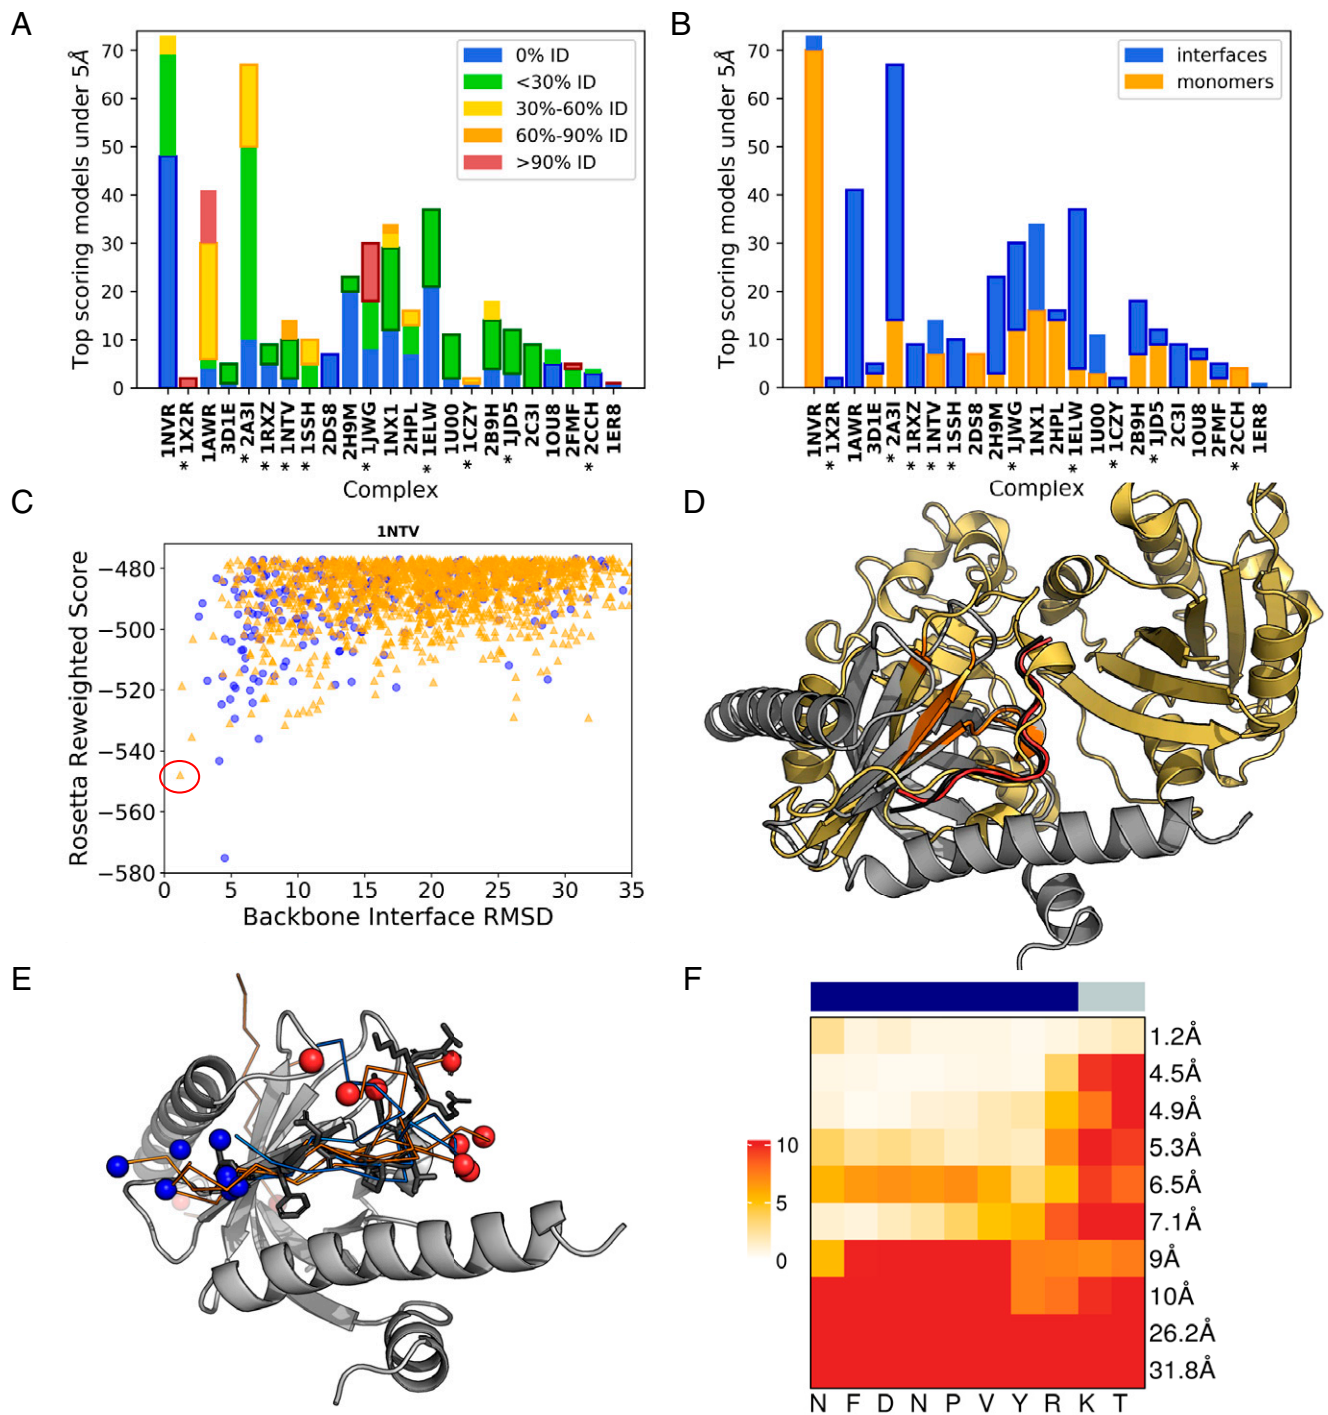 A
Top scoring models under 5Å
70
60
50
40
30
20
10
0
0% ID
<30% ID
30%-60% ID
60%-90% ID
>90% ID
1NVR
* 1X2R
1AWR
3D1E
* 2A3I
* 1RXZ
* 1NTV
* 1SSH
2DS8
2H9M
* 1JWG
1NX1
2HPL
* 1ELW
1U00
* 1CZY
2B9H
* 1JD5
2C3I
1OU8
2FMF
* 2CCH
1ER8
Complex
B
Top scoring models under 5Å
70
60
50
40
30
20
10
0
interfaces
monomers
1NVR
* 1X2R
1AWR
3D1E
* 2A3I
* 1RXZ
* 1NTV
* 1SSH
2DS8
2H9M
* 1JWG
1NX1
2HPL
* 1ELW
1U00
* 1CZY
2B9H
* 1JD5
2C3I
1OU8
2FMF
* 2CCH
1ER8
Complex
C
1NTV
Rosetta Reweighted Score
−480
−500
−520
−540
−560
−580
0 5 10 15 20 25 30 35
Backbone Interface RMSD
D
E
F
10
5
0
1.2Å
4.5Å
4.9Å
5.3Å
6.5Å
7.1Å
9Å
10Å
26.2Å
31.8Å
N F D N P V Y R K T